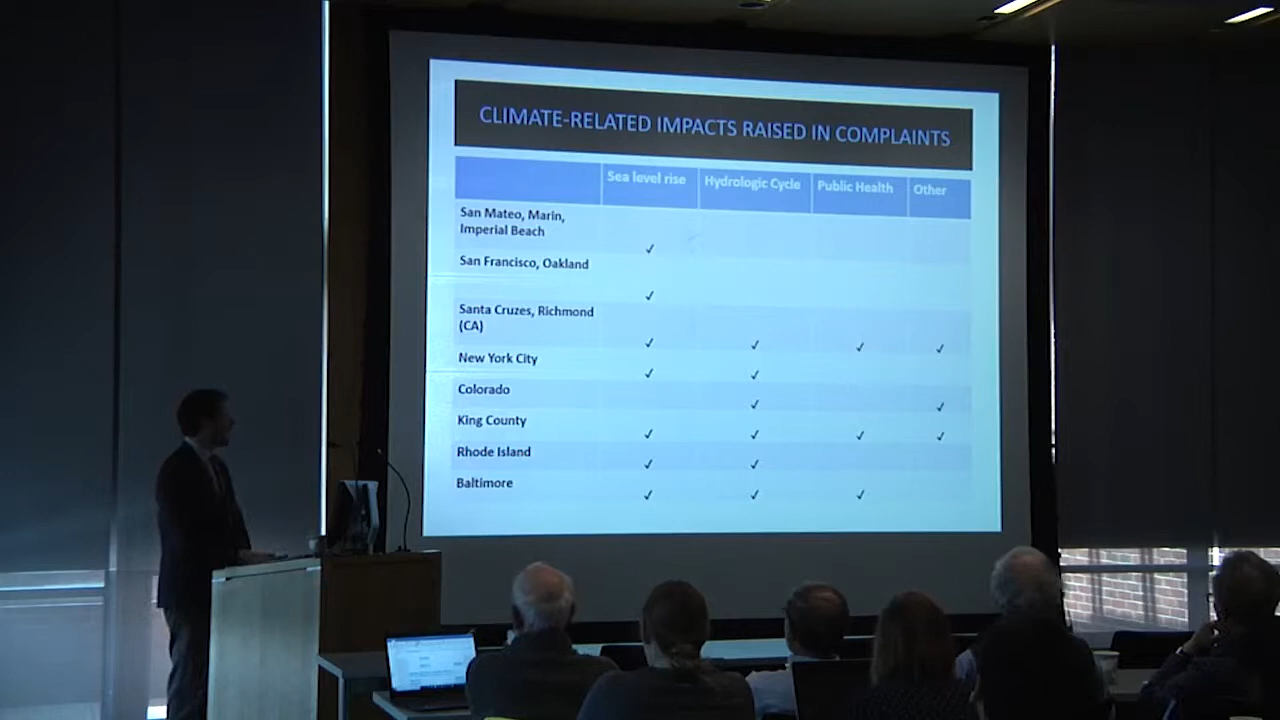 CLIMATE-RELATED IMPACTS RAISED IN COMPLAINTS
Sea level rise Hydrologic Cycle Public Health Other
San Mateo, Marin,
Imperial Beach
✓
San Francisco, Oakland
✓
Santa Cruzes, Richmond
(CA)
✓ ✓ ✓ ✓
New York City
✓ ✓
Colorado
✓ ✓
King County
✓ ✓ ✓ ✓
Rhode Island
✓ ✓
Baltimore
✓ ✓ ✓